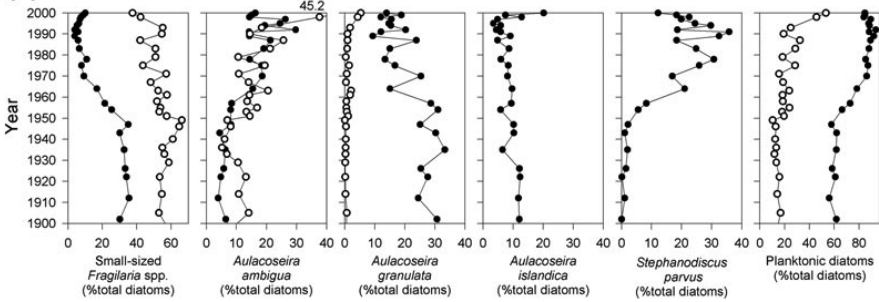 45.2
2000
1990
1980
1970
1960
1950
1940
1930
1920
1910
1900
Year
0 20 40 60
0 10 20 30 40
0 10 20 30 40
0 10 20 30 40
0 10 20 30 40
0 20 40 60 80
Small-sized
Fragilaria spp.
(%total diatoms)
Aulacoseira
ambigua
(%total diatoms)
Aulacoseira
granulata
(%total diatoms)
Aulacoseira
islandica
(%total diatoms)
Stephanodiscus
parvus
(%total diatoms)
Planktonic diatoms
(%total diatoms)